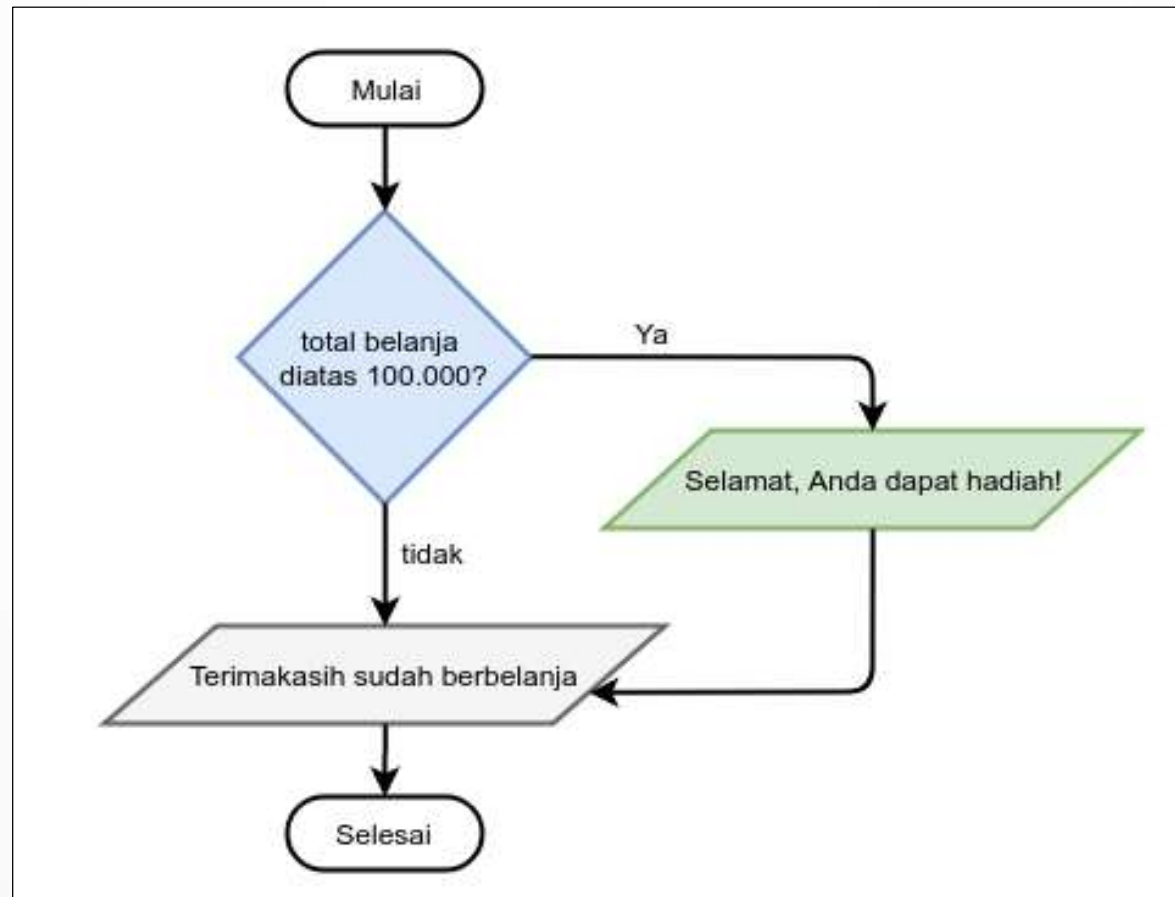 Mulai
total belanja
diatas 100.000?
Ya
Selamat, Anda dapat hadiah!
tidak
Terimakasih sudah berbelanja
Selesai